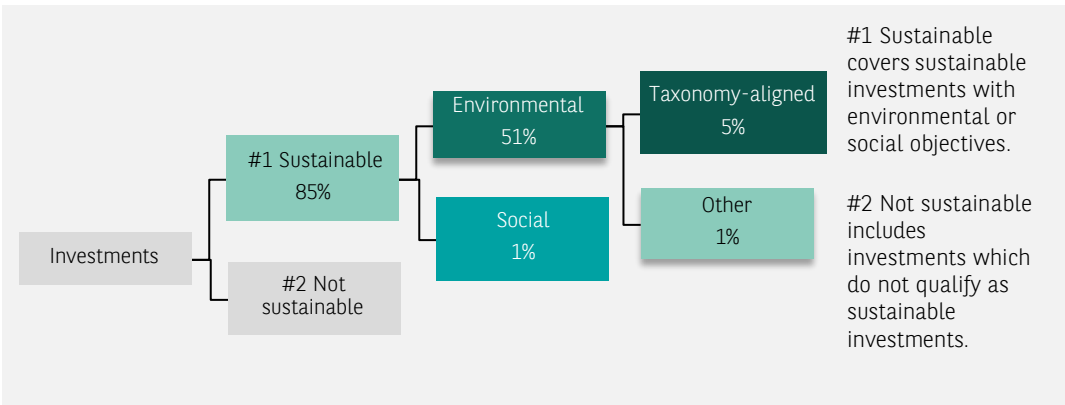 Investments
#1 Sustainable
85%
#2 Not
sustainable
Environmental
51%
Social
1%
Taxonomy-aligned
5%
Other
1%
#1 Sustainable
covers sustainable
investments with
environmental or
social objectives.
#2 Not sustainable
includes
investments which
do not qualify as
sustainable
investments.